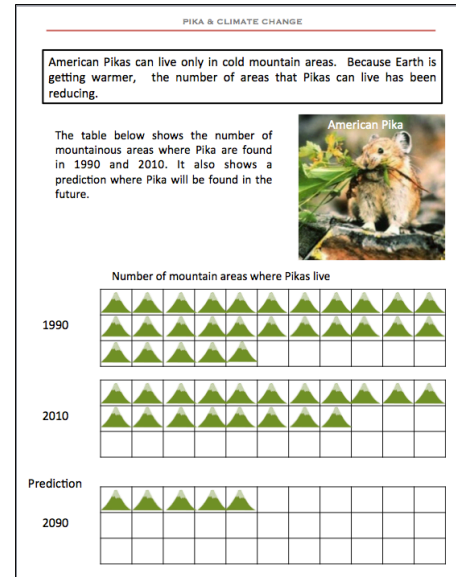 PIKA & CLIMATE CHANGE
American Pikas can live only in cold mountain areas. Because Earth is
getting warmer, the number of areas that Pikas can live has been
reducing.
The table below shows the number of
mountainous areas where Pika are found
in 1990 and 2010. It also shows a
prediction where Pika will be found in the
future.
American Pika
Number of mountain areas where Pikas live
1990
2010
Prediction
2090